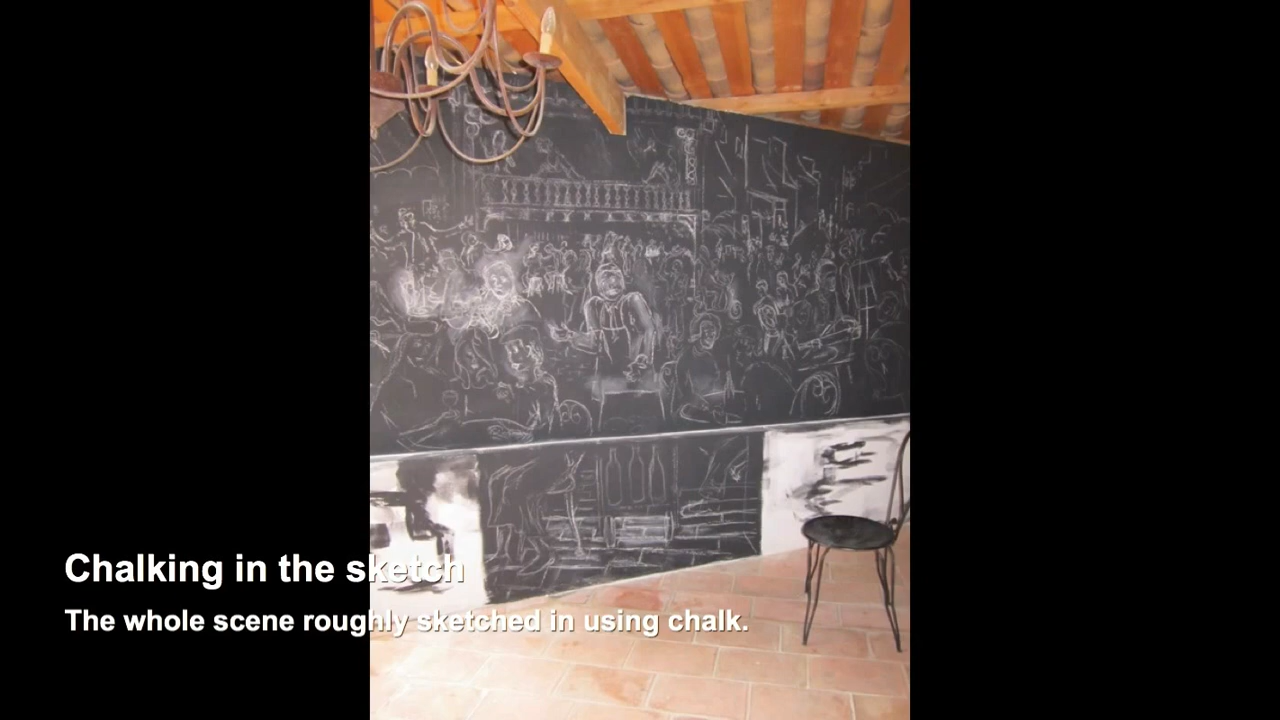 Chalking in the sketch
The whole scene roughly sketched in using chalk.